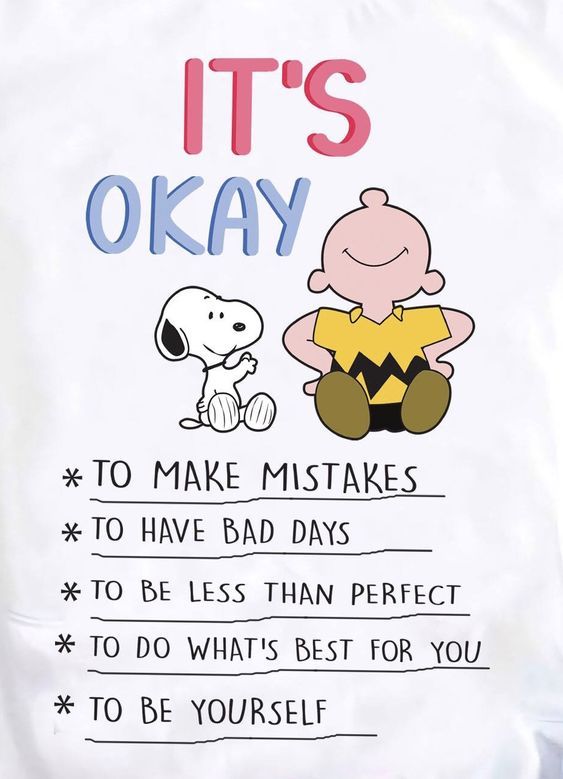 IT'S
OKAY
* TO MAKE MISTAKES
* TO HAVE BAD DAYS
* TO BE LESS THAN PERFECT
* TO DO WHAT'S BEST FOR YOU
* TO BE YOURSELF